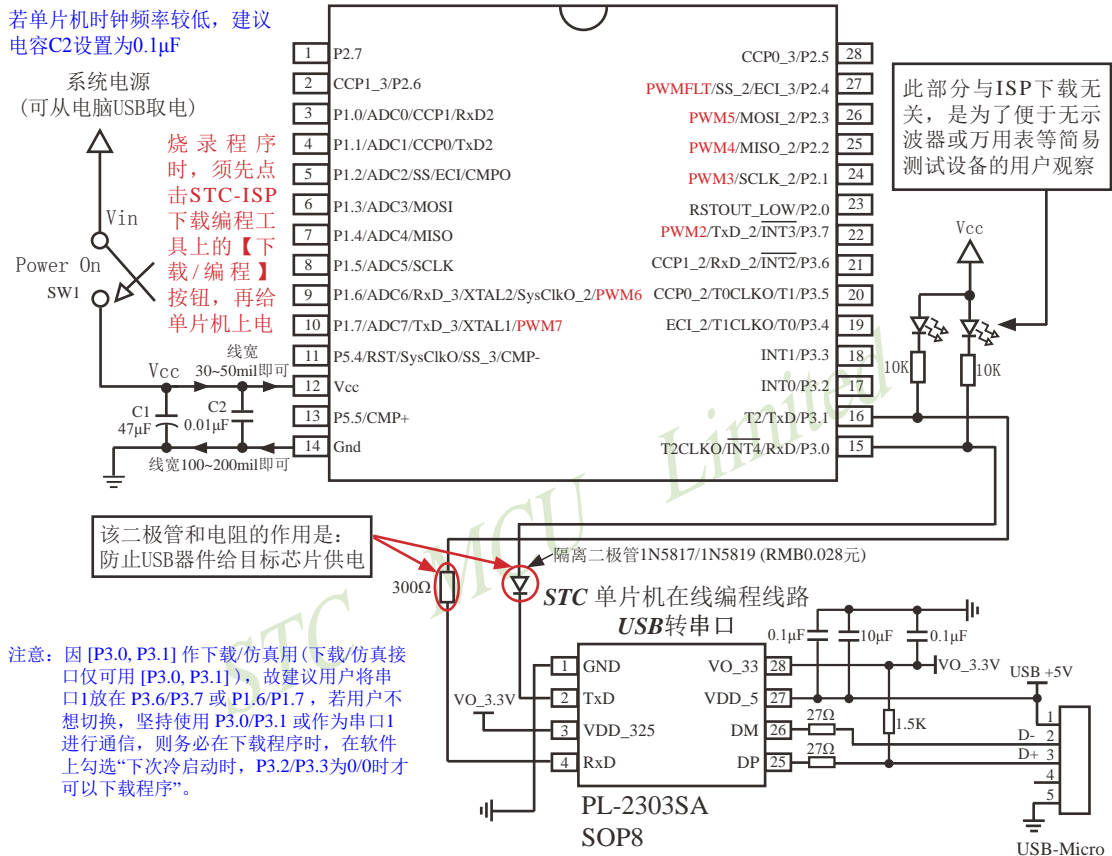 若单片机时钟频率较低，建议
电容C2设置为0.1μF
系统电源
(可从电脑USB取电)
烧录程序
时，须先点
击STC-ISP
下载编程工
具上的【下
载/编程】
按钮，再给
单片机上电
Vin
Power On
SW1
Vcc
线宽
30~50mil即可
C1
47μF
C2
0.01μF
线宽100~200mil即可
1 P2.7
2 CCP1_3/P2.6
3 P1.0/ADC0/CCP1/RxD2
4 P1.1/ADC1/CCP0/TxD2
5 P1.2/ADC2/SS/ECI/CMPO
6 P1.3/ADC3/MOSI
7 P1.4/ADC4/MISO
8 P1.5/ADC5/SCLK
9 P1.6/ADC6/RxD_3/XTAL2/SysClkO_2/PWM6
10 P1.7/ADC7/TxD_3/XTAL1/PWM7
11 P5.4/RST/SysClkO/SS_3/CMP-
12 Vcc
13 P5.5/CMP+
14 Gnd
CCP0_3/P2.5 28
PWMFLT/SS_2/ECI_3/P2.4 27
PWM5/MOSI_2/P2.3 26
PWM4/MISO_2/P2.2 25
PWM3/SCLK_2/P2.1 24
RSTOUT_LOW/P2.0 23
PWM2/TxD_2/INT3/P3.7 22
CCP1_2/RxD_2/INT2/P3.6 21
CCP0_2/T0CLKO/T1/P3.5 20
ECI_2/T1CLKO/T0/P3.4 19
INT1/P3.3 18
INT0/P3.2 17
T2/TxD/P3.1 16
T2CLKO/INT4/RxD/P3.0 15
此部分与ISP下载无
关，是为了便于无示
波器或万用表等简易
测试设备的用户观察
Vcc
10K
10K
STC MCU Limited
该二极管和电阻的作用是：
防止USB器件给目标芯片供电
300Ω
隔离二极管1N5817/1N5819 (RMB0.028元)
STC 单片机在线编程线路
USB转串口
注意：因 [P3.0, P3.1] 作下载/仿真用(下载/仿真接
口仅可用 [P3.0, P3.1])，故建议用户将串
口1放在 P3.6/P3.7 或 P1.6/P1.7，若用户不
想切换，坚持使用 P3.0/P3.1 或作为串口1
进行通信，则务必在下载程序时，在软件
上勾选“下次冷启动时，P3.2/P3.3为0/0时才
可以下载程序”。
VO_3.3V
1 GND
2 TxD
3 VDD_325
4 RxD
VO_33 28
VDD_5 27
DM 26
DP 25
PL-2303SA
SOP8
0.1μF
10μF
0.1μF
VO_3.3V
1.5K
27Ω
27Ω
USB +5V
1
D- 2
D+ 3
4
5
USB-Micro